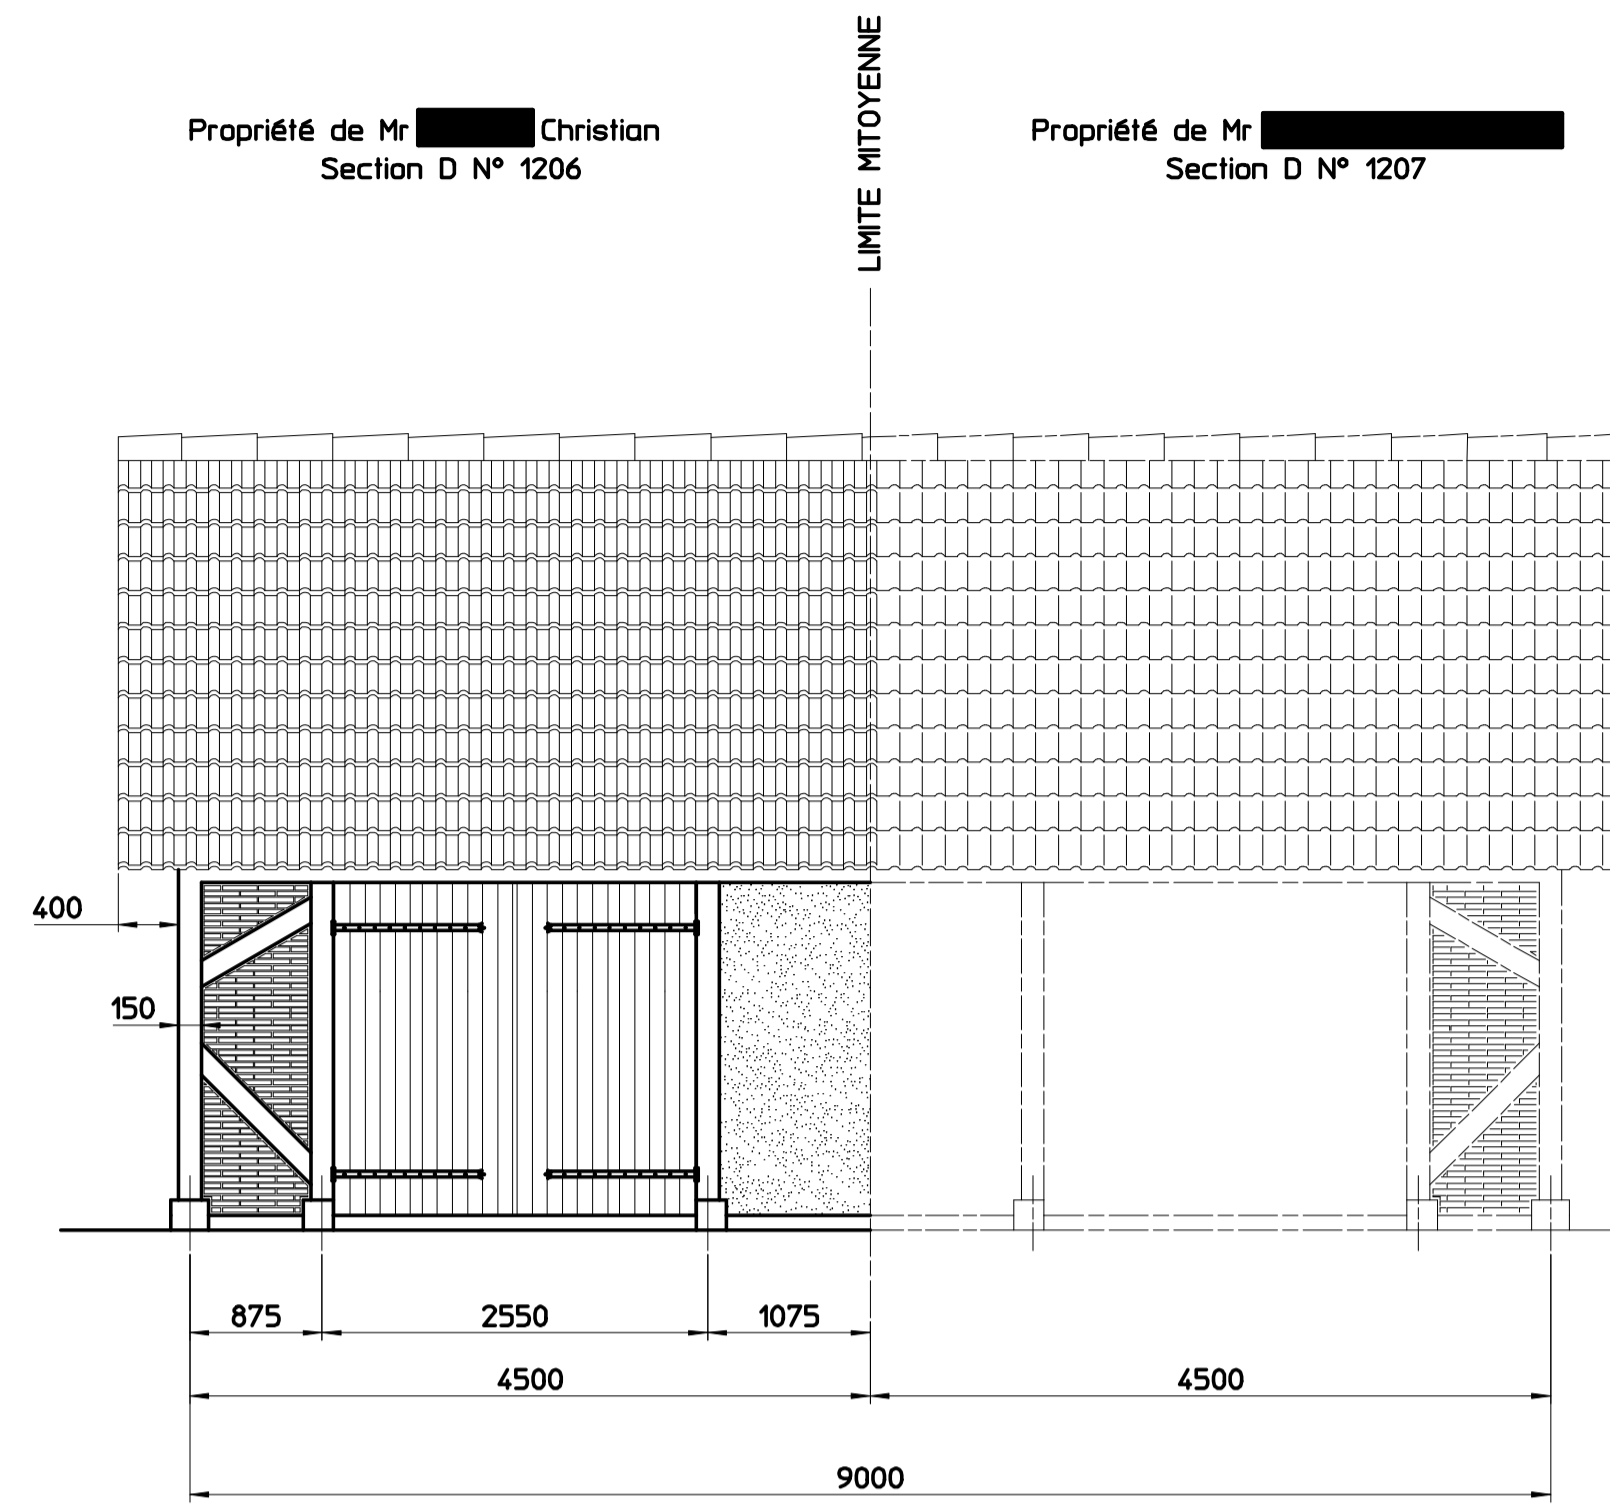 LIMITE MITOYENNE
Propriété de Mr Christian
Section D N° 1206
Propriété de Mr
Section D N° 1207
400
150
875
2550
1075
4500
4500
9000